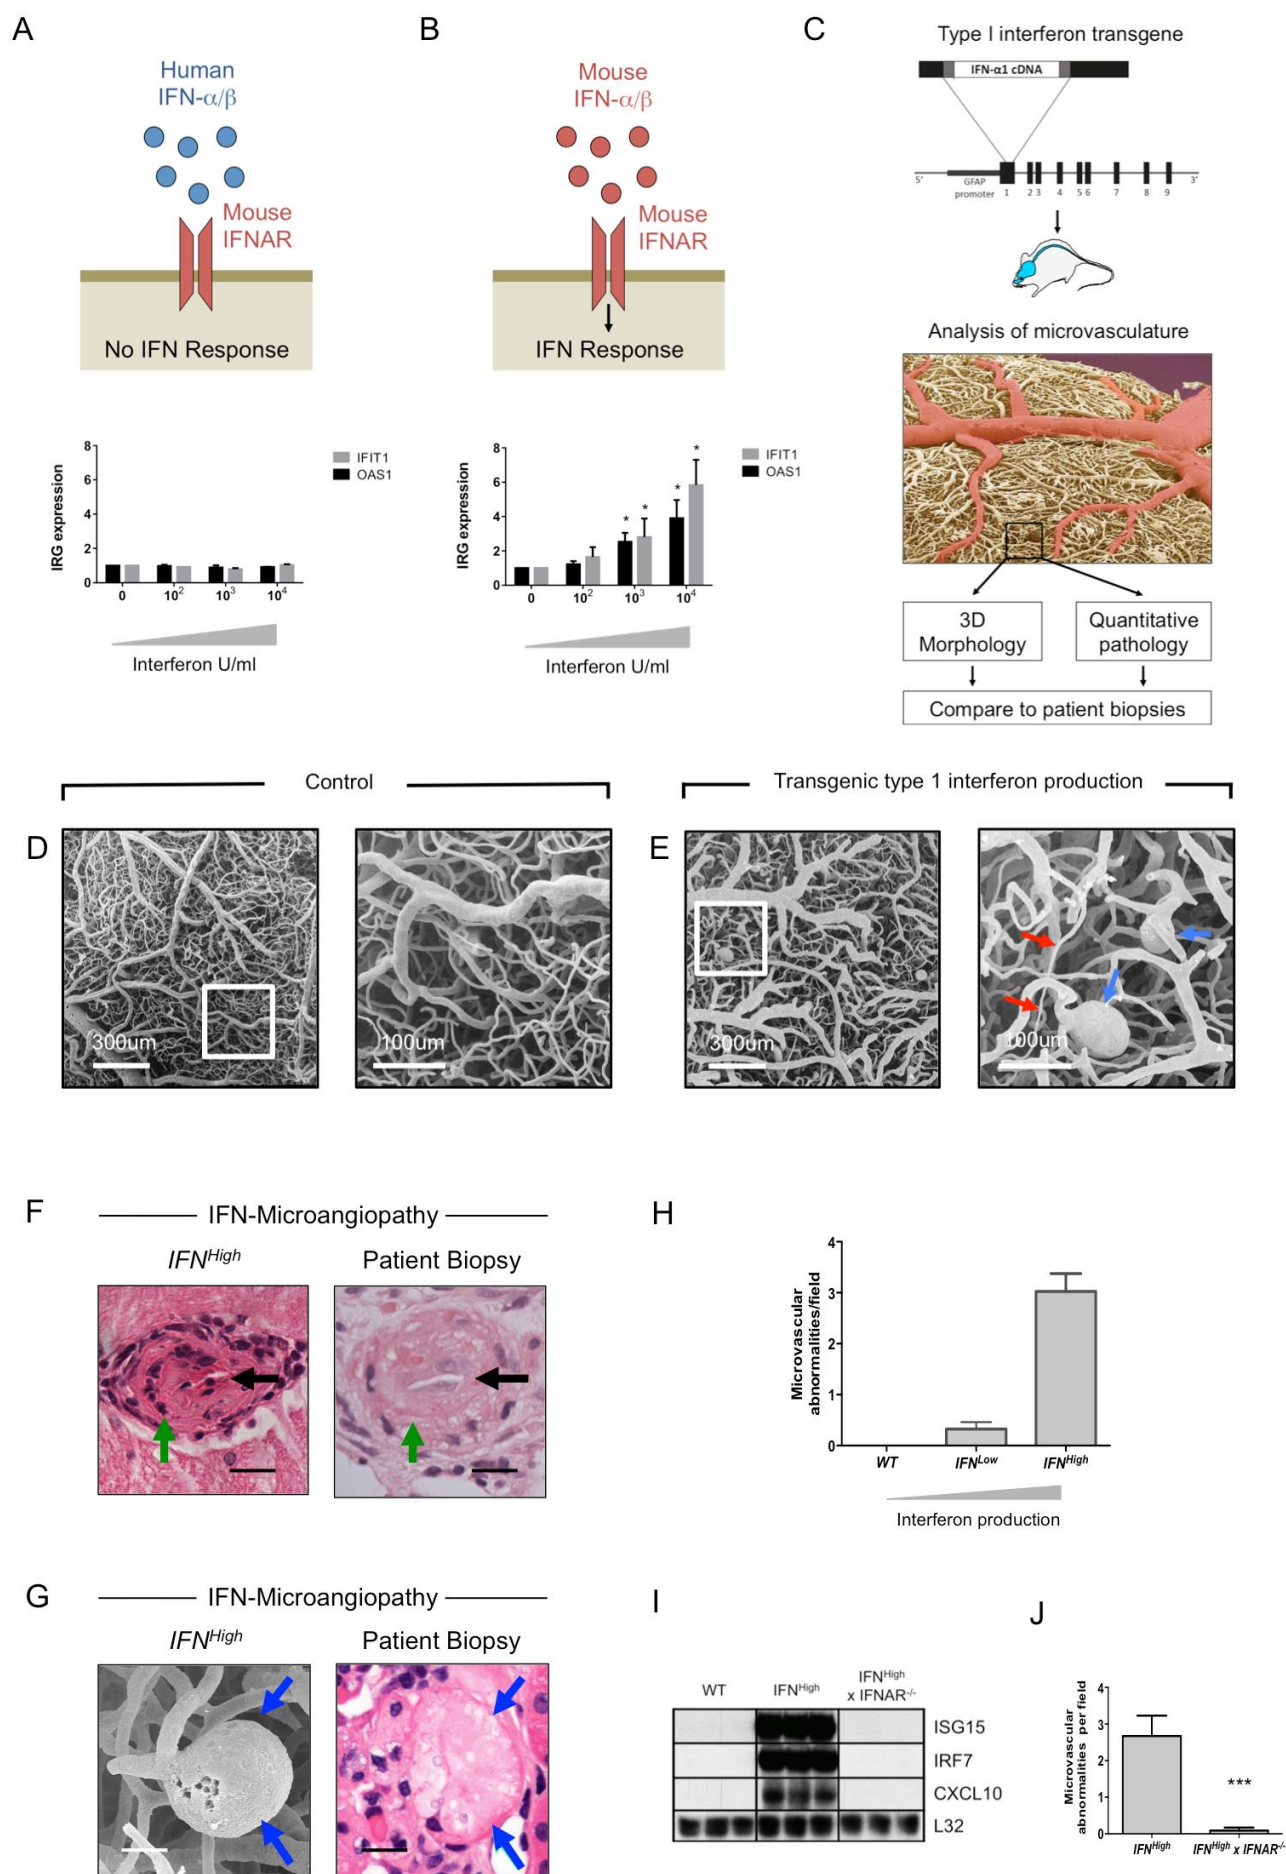 A
Human
IFN-α/β
Mouse
IFNAR
No IFN Response
IRG expression
8
6
4
2
0
0
10²
10³
10⁴
IFIT1
OAS1
Interferon U/ml
B
Mouse
IFN-α/β
Mouse
IFNAR
IFN Response
IRG expression
8
6
4
2
0
0
10²
10³
10⁴
*
*
*
*
IFIT1
OAS1
Interferon U/ml
C
Type I interferon transgene
IFN-α1 cDNA
5'
GFAP
promoter
1
2
3
4
5
6
7
8
9
3'
Analysis of microvasculature
3D
Morphology
Quantitative
pathology
Compare to patient biopsies
Control
D
300um
100um
Transgenic type 1 interferon production
E
300um
100um
F
IFN-Microangiopathy
IFN^High
Patient Biopsy
H
Microvascular
abnormalities/field
4
3
2
1
0
WT
IFN^Low
IFN^High
Interferon production
G
IFN-Microangiopathy
IFN^High
Patient Biopsy
I
WT
IFN^High
IFN^High
x IFNAR^-/-
ISG15
IRF7
CXCL10
L32
J
Microvascular
abnormalities per field
4
3
2
1
0
***
IFN^High
IFN^High x IFNAR^-/-